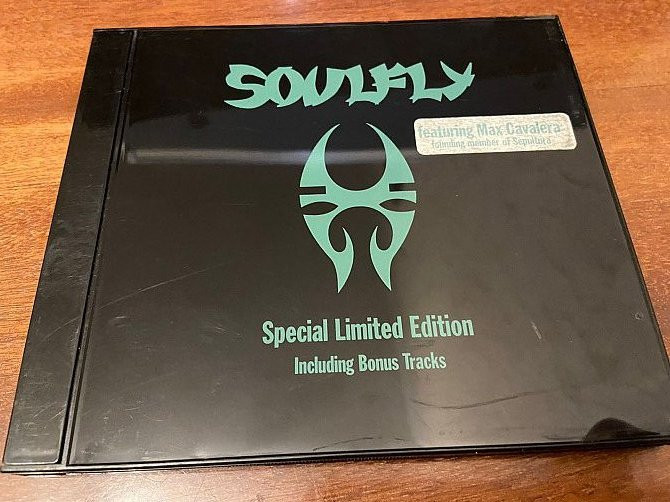 SOULFLY
featuring Max Cavalera
founding member of Sepultura
Special Limited Edition
Including Bonus Tracks